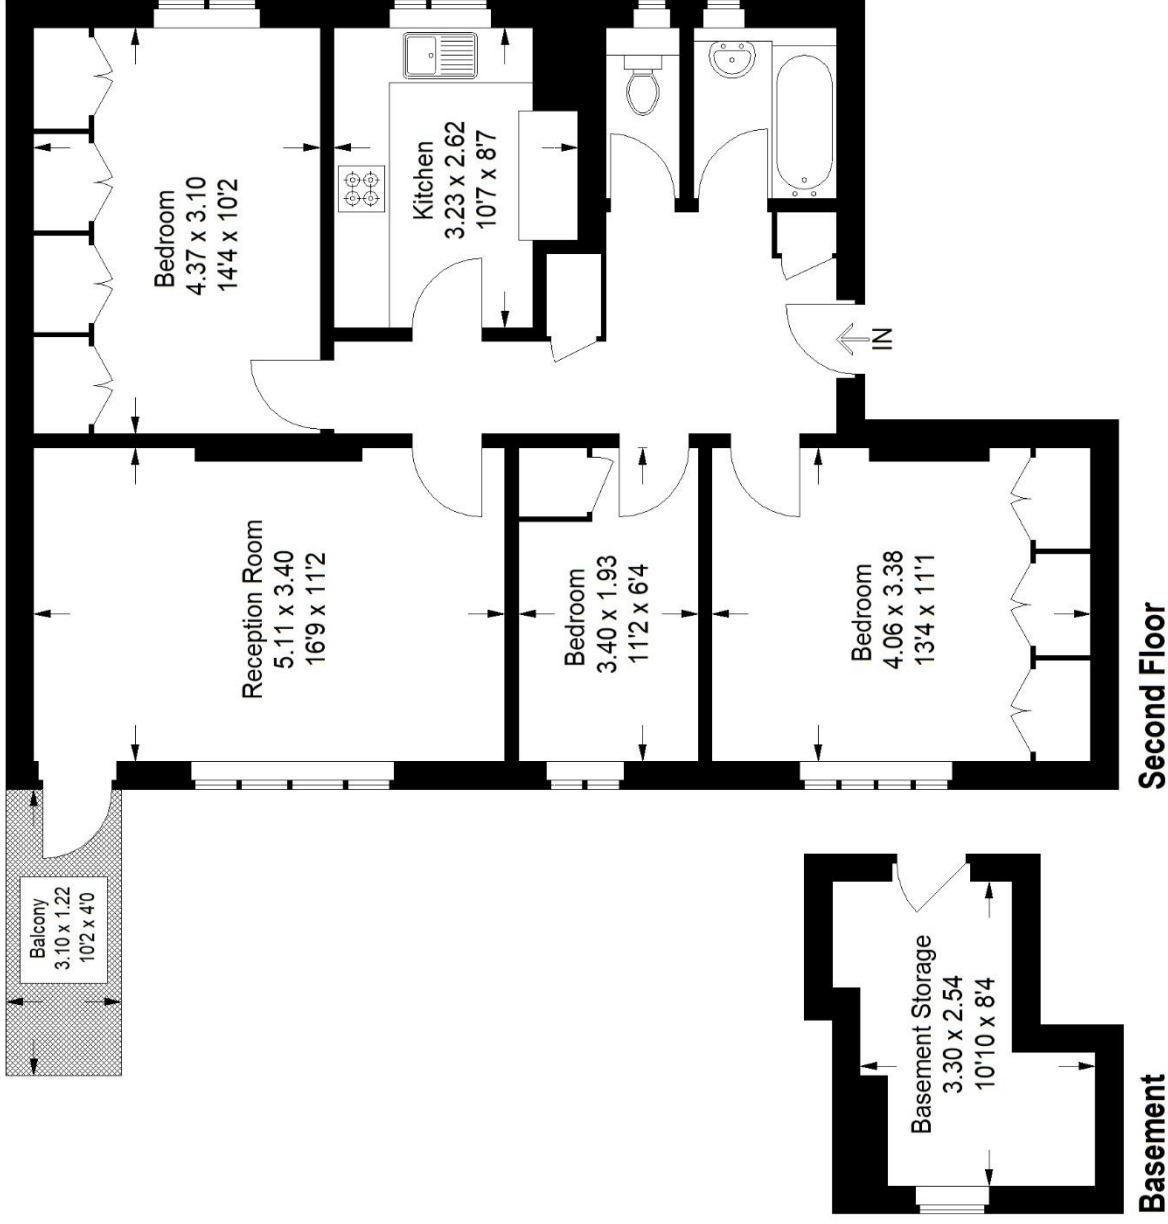 Bedroom
4.37 x 3.10
14'4 x 10'2
Kitchen
3.23 x 2.62
10'7 x 8'7
IN
Reception Room
5.11 x 3.40
16'9 x 11'2
Bedroom
3.40 x 1.93
11'2 x 6'4
Bedroom
4.06 x 3.38
13'4 x 11'1
Second Floor
Balcony
3.10 x 1.22
10'2 x 4'0
Basement Storage
3.30 x 2.54
10'10 x 8'4
Basement